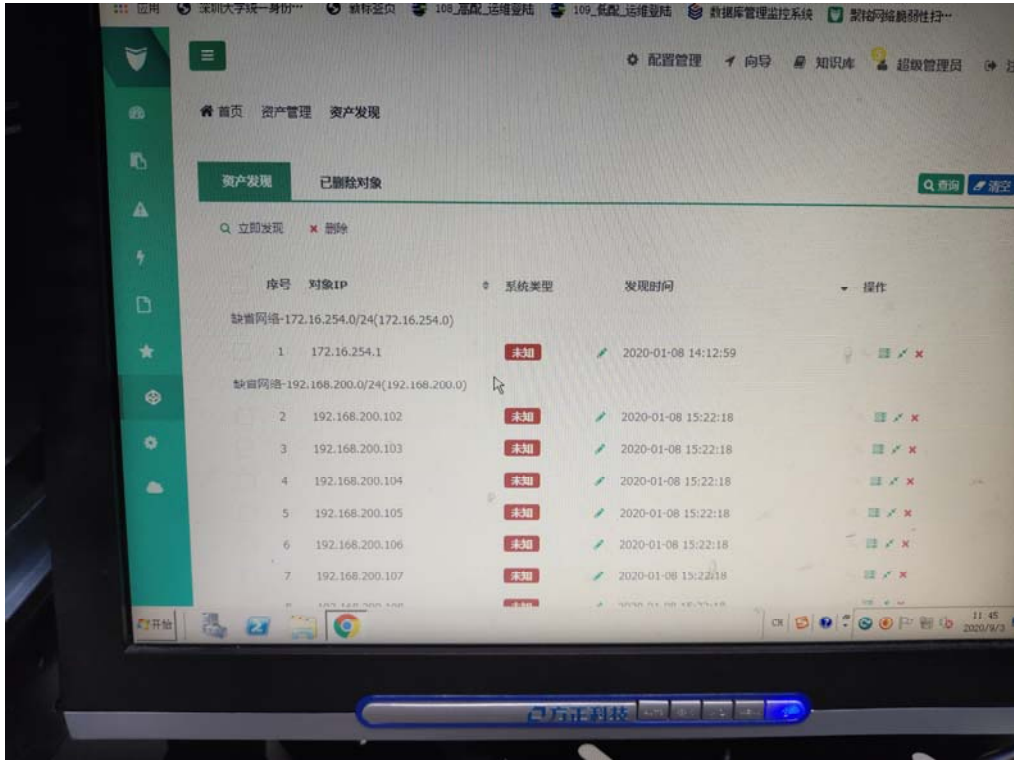 应用 深圳大学统一身份… 新标签页 108_高配_运维登陆 109_低配_运维登陆 数据库管理监控系统 聚铭网络脆弱性扫…
配置管理 向导 知识库 超级管理员
首页 资产管理 资产发现
资产发现 已删除对象 查询 清空
立即发现 删除
序号 对象IP 系统类型 发现时间 操作
缺省网络-172.16.254.0/24(172.16.254.0)
1 172.16.254.1 未知 2020-01-08 14:12:59
缺省网络-192.168.200.0/24(192.168.200.0)
2 192.168.200.102 未知 2020-01-08 15:22:18
3 192.168.200.103 未知 2020-01-08 15:22:18
4 192.168.200.104 未知 2020-01-08 15:22:18
5 192.168.200.105 未知 2020-01-08 15:22:18
6 192.168.200.106 未知 2020-01-08 15:22:18
7 192.168.200.107 未知 2020-01-08 15:22:18
开始 CH 11:45
2020/9/3
方正科技